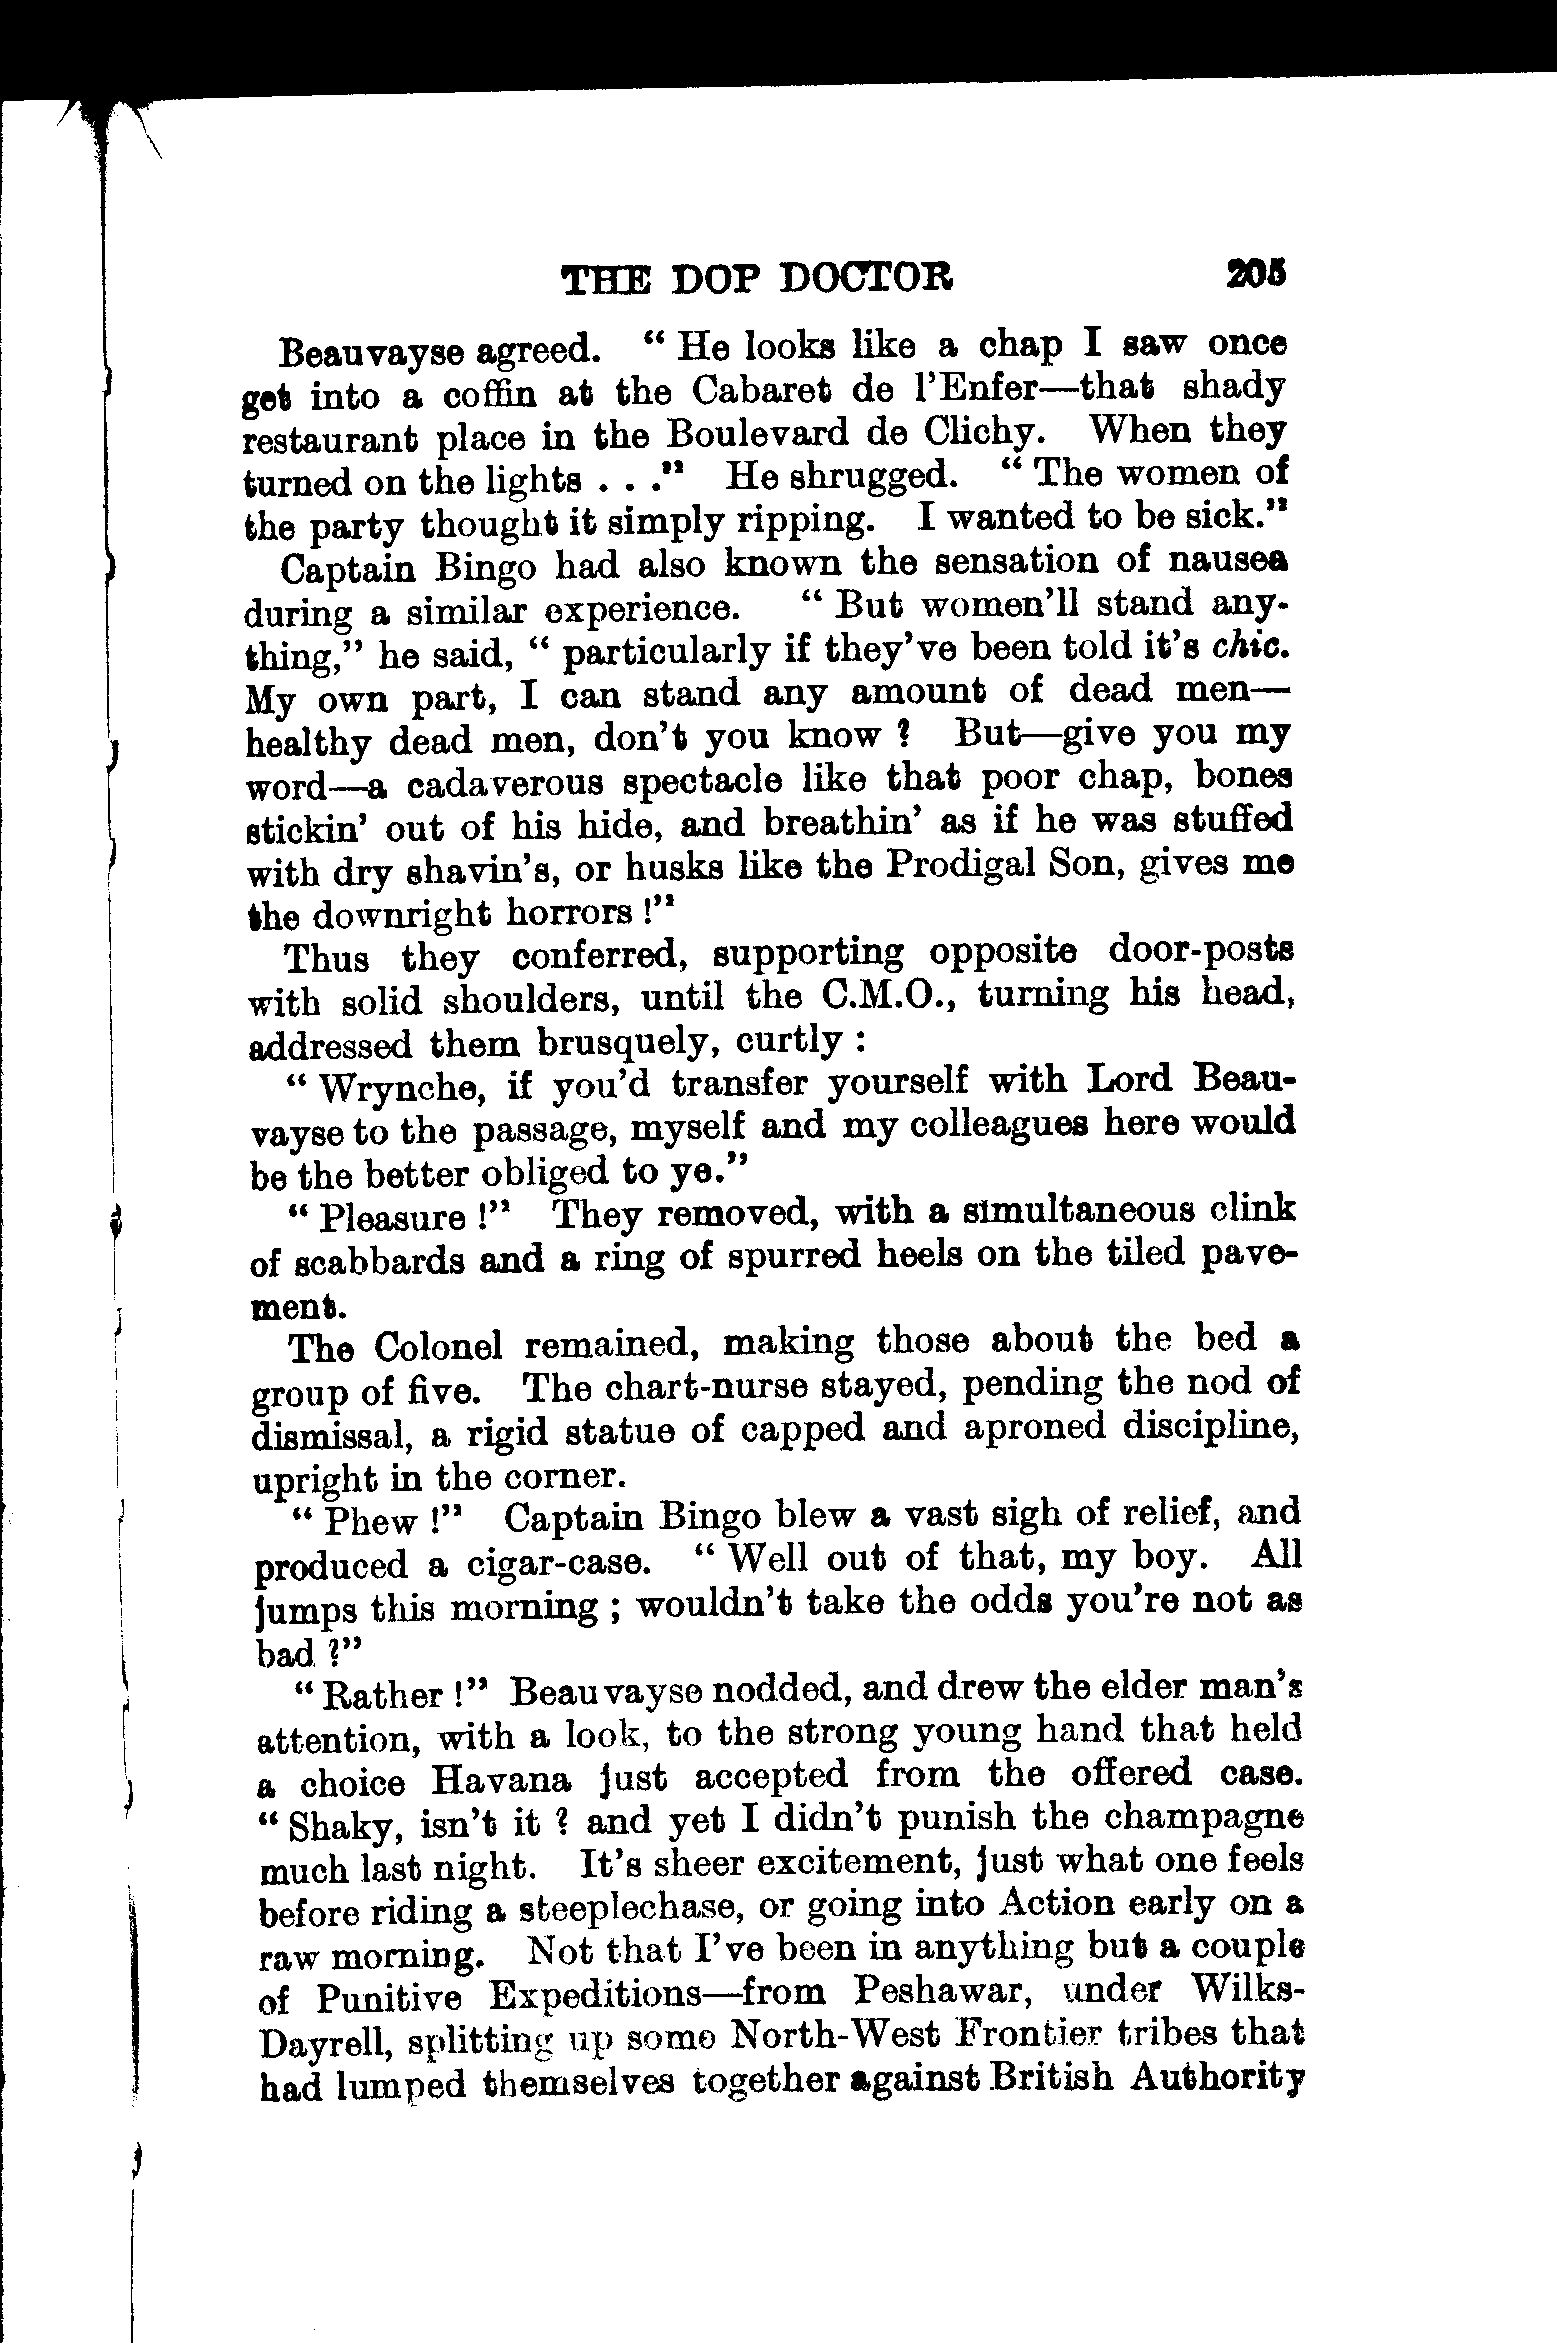 THE DOP DOCTOR 205
Beauvayse agreed. “ He looks like a chap I saw once
get into a coffin at the Cabaret de l’Enfer—that shady
restaurant place in the Boulevard de Clichy. When they
turned on the lights . . .” He shrugged. “ The women of
the party thought it simply ripping. I wanted to be sick.”
Captain Bingo had also known the sensation of nausea
during a similar experience. “ But women’ll stand any-
thing,” he said, “ particularly if they’ve been told it’s chic.
My own part, I can stand any amount of dead men—
healthy dead men, don’t you know ? But—give you my
word—a cadaverous spectacle like that poor chap, bones
stickin’ out of his hide, and breathin’ as if he was stuffed
with dry shavin’s, or husks like the Prodigal Son, gives me
the downright horrors !”
Thus they conferred, supporting opposite door-posts
with solid shoulders, until the C.M.O., turning his head,
addressed them brusquely, curtly :
“ Wrynche, if you’d transfer yourself with Lord Beau-
vayse to the passage, myself and my colleagues here would
be the better obliged to ye.”
“ Pleasure !” They removed, with a simultaneous clink
of scabbards and a ring of spurred heels on the tiled pave-
ment.
The Colonel remained, making those about the bed a
group of five. The chart-nurse stayed, pending the nod of
dismissal, a rigid statue of capped and aproned discipline,
upright in the corner.
“ Phew !” Captain Bingo blew a vast sigh of relief, and
produced a cigar-case. “ Well out of that, my boy. All
jumps this morning ; wouldn’t take the odds you’re not as
bad ?”
“ Rather !” Beauvayse nodded, and drew the elder man’s
attention, with a look, to the strong young hand that held
a choice Havana just accepted from the offered case.
“ Shaky, isn’t it ? and yet I didn’t punish the champagne
much last night. It’s sheer excitement, just what one feels
before riding a steeplechase, or going into Action early on a
raw morning. Not that I’ve been in anything but a couple
of Punitive Expeditions—from Peshawar, under Wilks-
Dayrell, splitting up some North-West Frontier tribes that
had lumped themselves together against British Authority